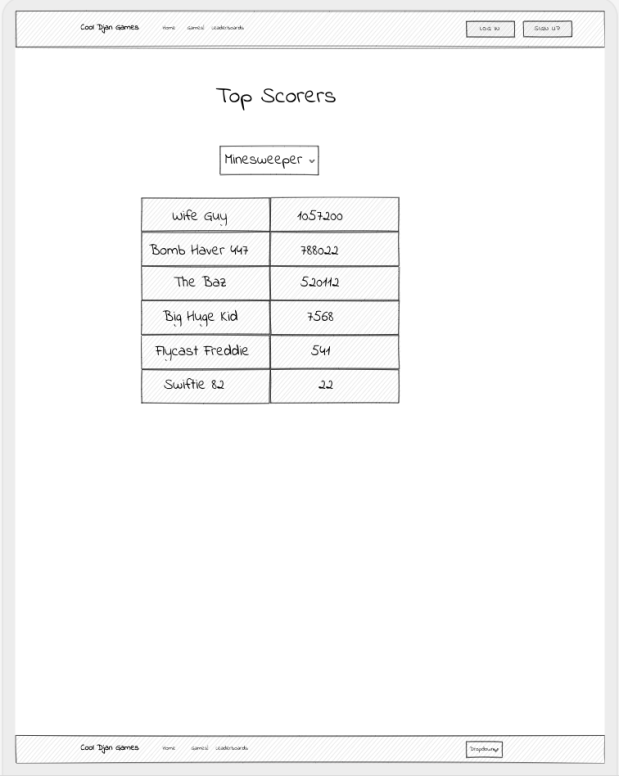 Cool Djan Games Home Games Leaderboards LOG IN SIGN UP
Top Scorers
Minesweeper
Wife Guy 1057200
Bomb Haver 447 788022
The Baz 520112
Big Huge Kid 7568
Flycast Freddie 541
Swiftie 82 22
Cool Djan Games Home Games Leaderboards Dropdown